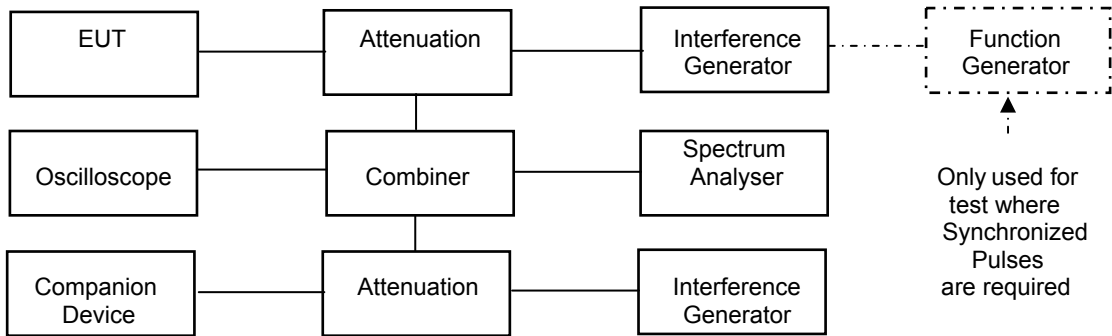 EUT
Attenuation
Interference
Generator
Function
Generator
Oscilloscope
Combiner
Spectrum
Analyser
Only used for
test where
Synchronized
Pulses
are required
Companion
Device
Attenuation
Interference
Generator